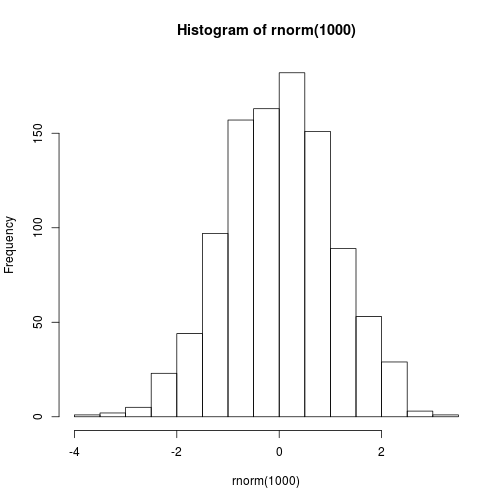 Histogram of rnorm(1000)
Frequency
150
100
50
0
-4 -2 0 2
rnorm(1000)